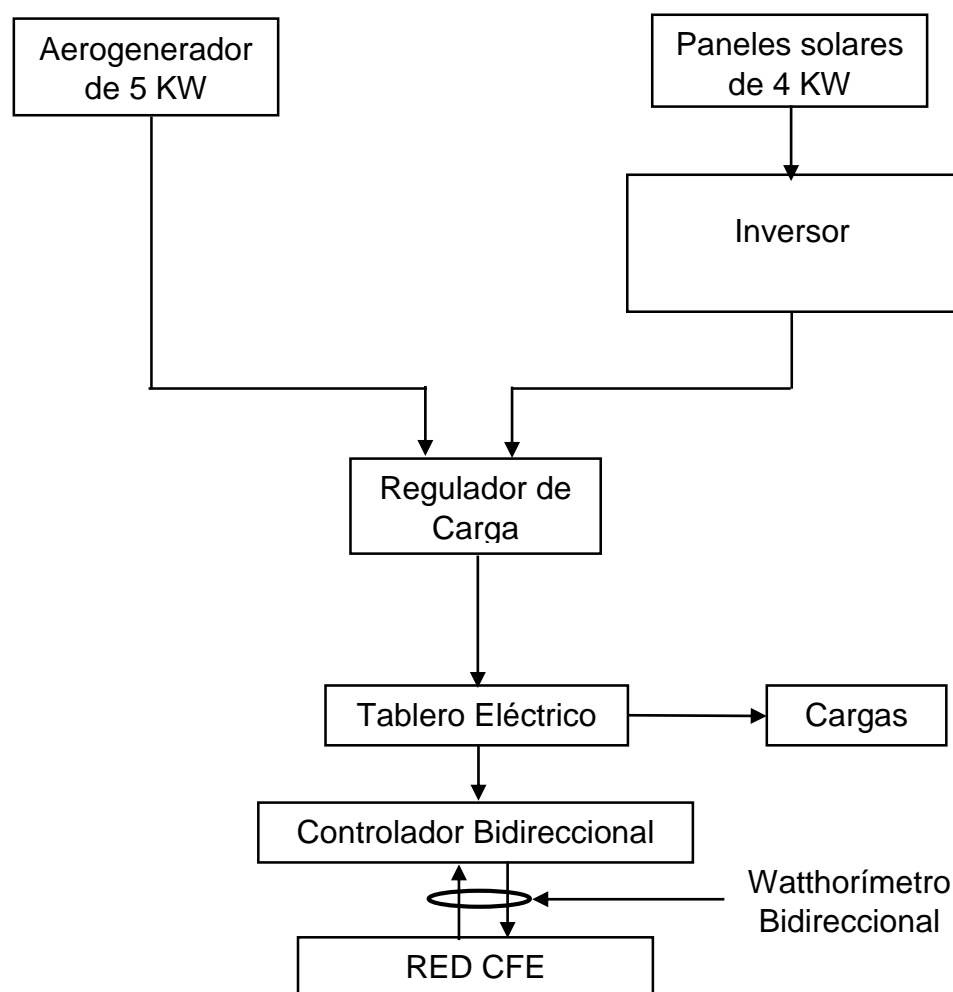 Aerogenerador
de 5 KW
Paneles solares
de 4 KW
Inversor
Regulador de
Carga
Tablero Eléctrico
Cargas
Controlador Bidireccional
Watthorímetro
Bidireccional
RED CFE